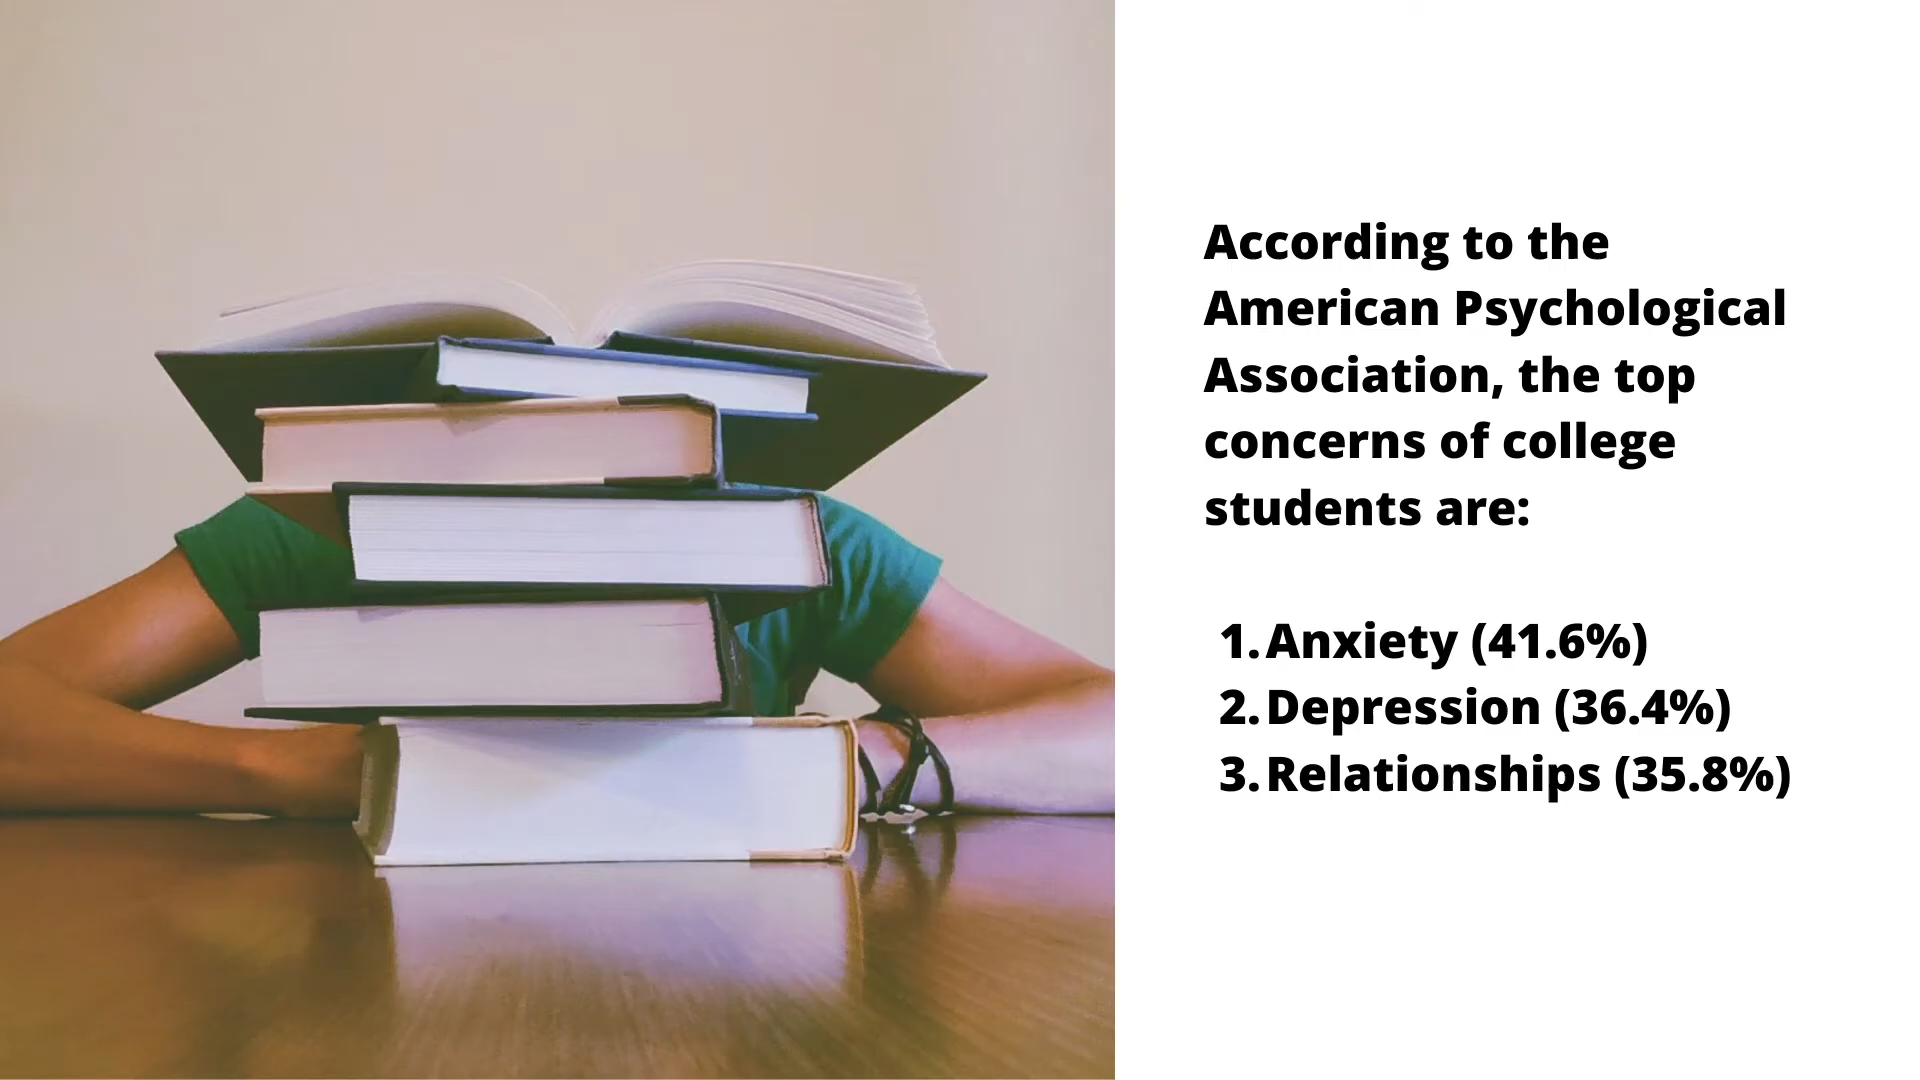 According to the
American Psychological
Association, the top
concerns of college
students are:
1. Anxiety (41.6%)
2. Depression (36.4%)
3. Relationships (35.8%)